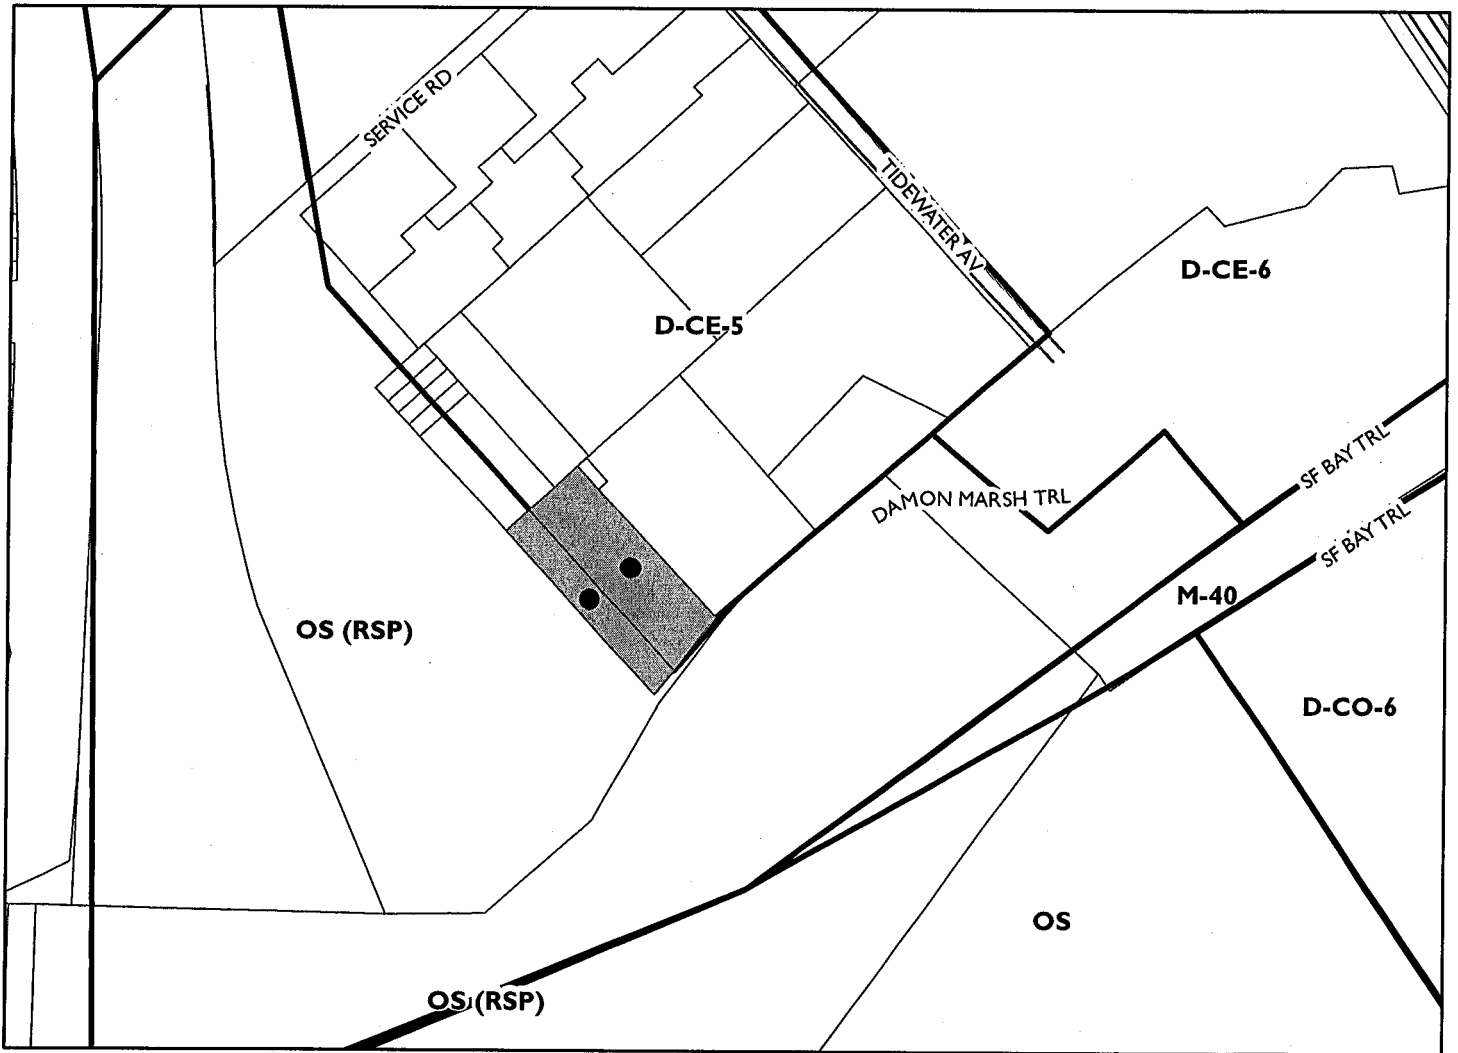 SERVICE RD
TIDEWATER AV
D-CE-6
D-CE-5
SF BAY TRL
DAMON MARSH TRL
SF BAY TRL
M-40
OS (RSP)
D-CO-6
OS
OS (RSP)